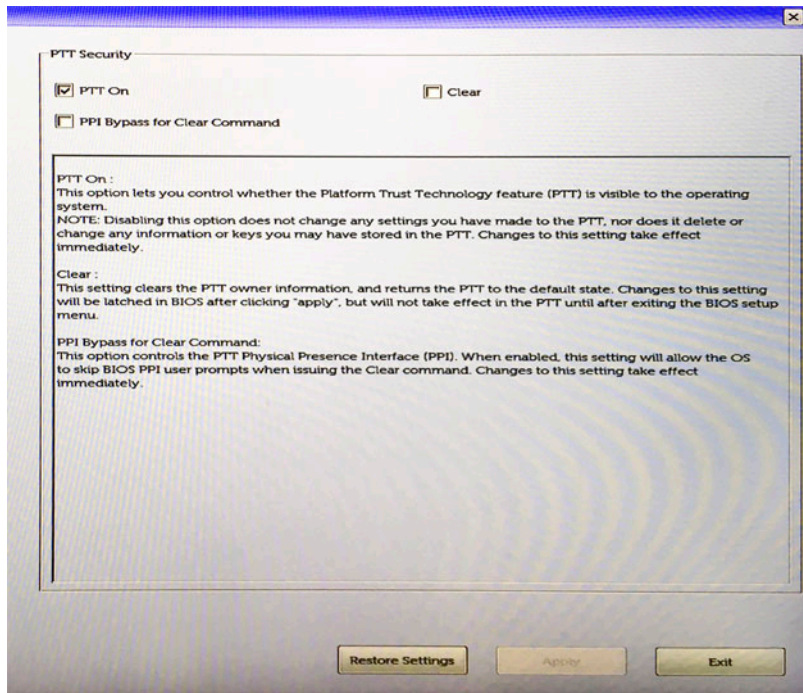 PTT Security
PTT On
Clear
PPI Bypass for Clear Command
PTT On :
This option lets you control whether the Platform Trust Technology feature (PTT) is visible to the operating
system.
NOTE: Disabling this option does not change any settings you have made to the PTT, nor does it delete or
change any information or keys you may have stored in the PTT. Changes to this setting take effect
immediately.
Clear :
This setting clears the PTT owner information, and returns the PTT to the default state. Changes to this setting
will be latched in BIOS after clicking "apply", but will not take effect in the PTT until after exiting the BIOS setup
menu.
PPI Bypass for Clear Command:
This option controls the PTT Physical Presence Interface (PPI). When enabled, this setting will allow the OS
to skip BIOS PPI user prompts when issuing the Clear command. Changes to this setting take effect
immediately.
Restore Settings
Apply
Exit